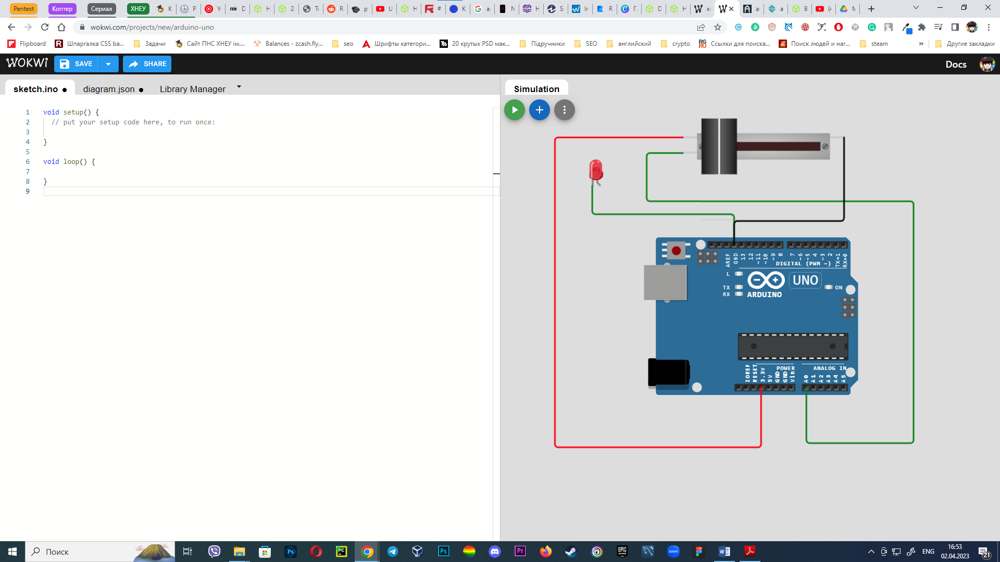 Pentest
Коптер
Сериал
ХНЕУ
wokwi.com/projects/new/arduino-uno
Flipboard
Шпаргалка CSS ba...
Задачи
Сайт ПНС ХНЕУ ім....
Balances - zcash.fly...
seo
Шрифты категори...
20 крутых PSD мак...
Підручники
SEO
английский
crypto
Ссылки для поиска...
Поиск людей и наг...
steam
»
Другие закладки
WOKWI
SAVE
SHARE
Docs
sketch.ino ●
diagram.json ●
Library Manager
Simulation
1 void setup() {
2 // put your setup code here, to run once:
3
4 }
5
6 void loop() {
7
8 }
9
AREF
GND
13
12
~11
~10
~9
8
7
~6
~5
4
~3
2
TX→1
RX←0
DIGITAL (PWM ~)
L
TX
RX
UNO
ON
ARDUINO
POWER
ANALOG IN
IOREF
RESET
3.3V
5V
GND
GND
Vin
A0
A1
A2
A3
A4
A5
Поиск
ENG
16:53
02.04.2023
21